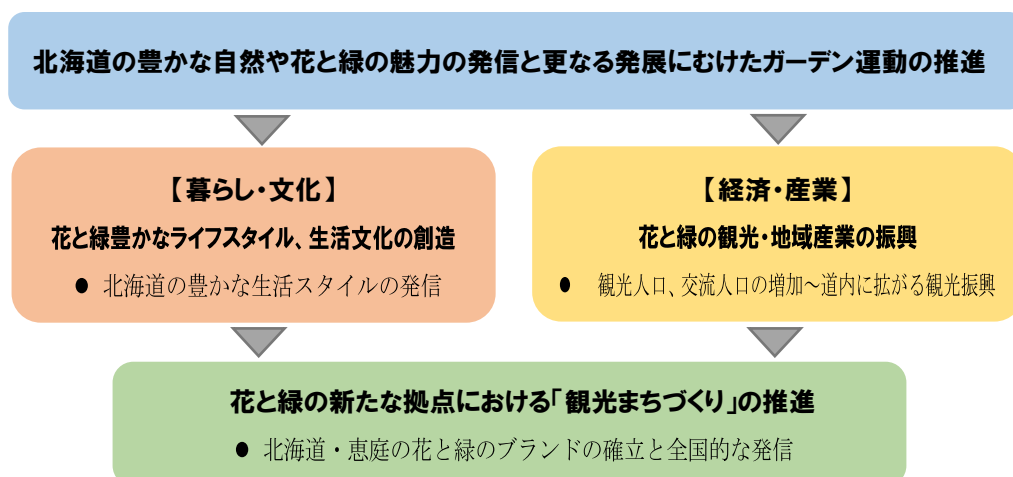 北海道の豊かな自然や花と緑の魅力の発信と更なる発展にむけたガーデン運動の推進
【暮らし・文化】
花と緑豊かなライフスタイル、生活文化の創造
● 北海道の豊かな生活スタイルの発信
【経済・産業】
花と緑の観光・地域産業の振興
● 観光人口、交流人口の増加～道内に拡がる観光振興
花と緑の新たな拠点における「観光まちづくり」の推進
● 北海道・恵庭の花と緑のブランドの確立と全国的な発信